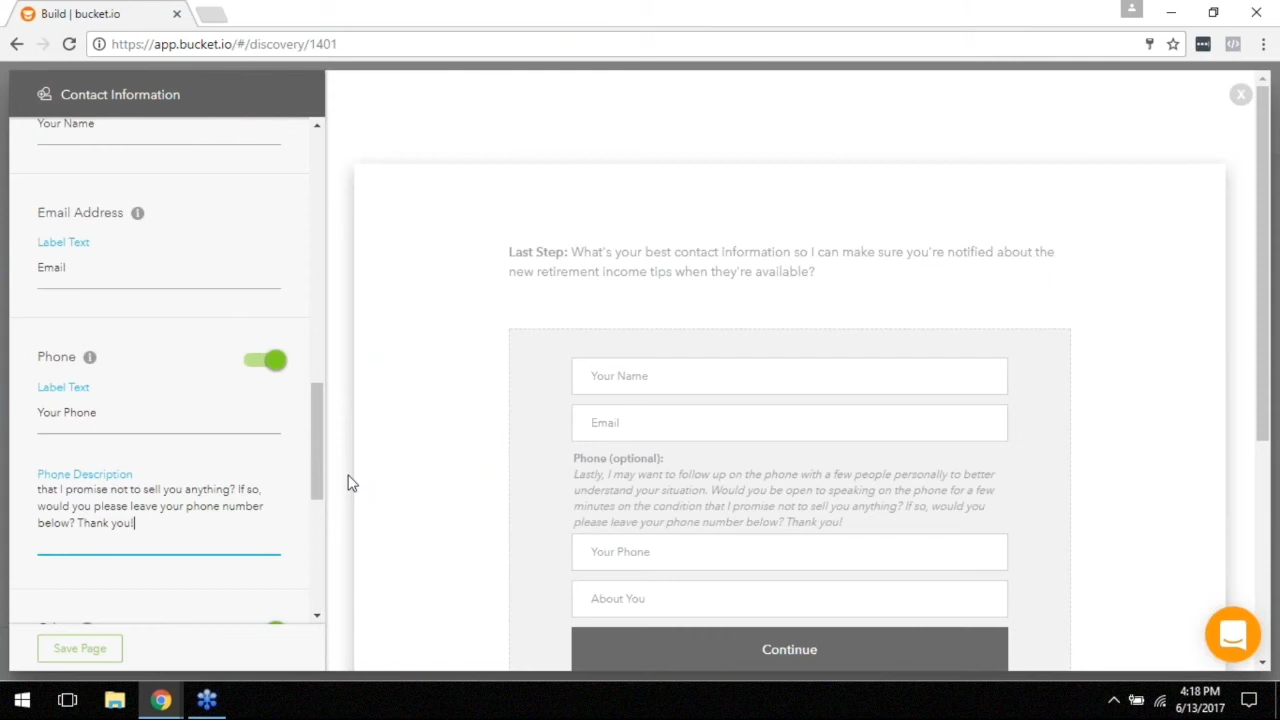 Build | bucket.io
https://app.bucket.io/#/discovery/1401
Contact Information
Your Name
Email Address
Label Text
Email
Phone
Label Text
Your Phone
Phone Description
that I promise not to sell you anything? If so,
would you please leave your phone number
below? Thank you!
Save Page
X
Last Step: What's your best contact information so I can make sure you're notified about the
new retirement income tips when they're available?
Your Name
Email
Phone (optional):
Lastly, I may want to follow up on the phone with a few people personally to better
understand your situation. Would you be open to speaking on the phone for a few
minutes on the condition that I promise not to sell you anything? If so, would you
please leave your phone number below? Thank you!
Your Phone
About You
Continue
4:18 PM
6/13/2017